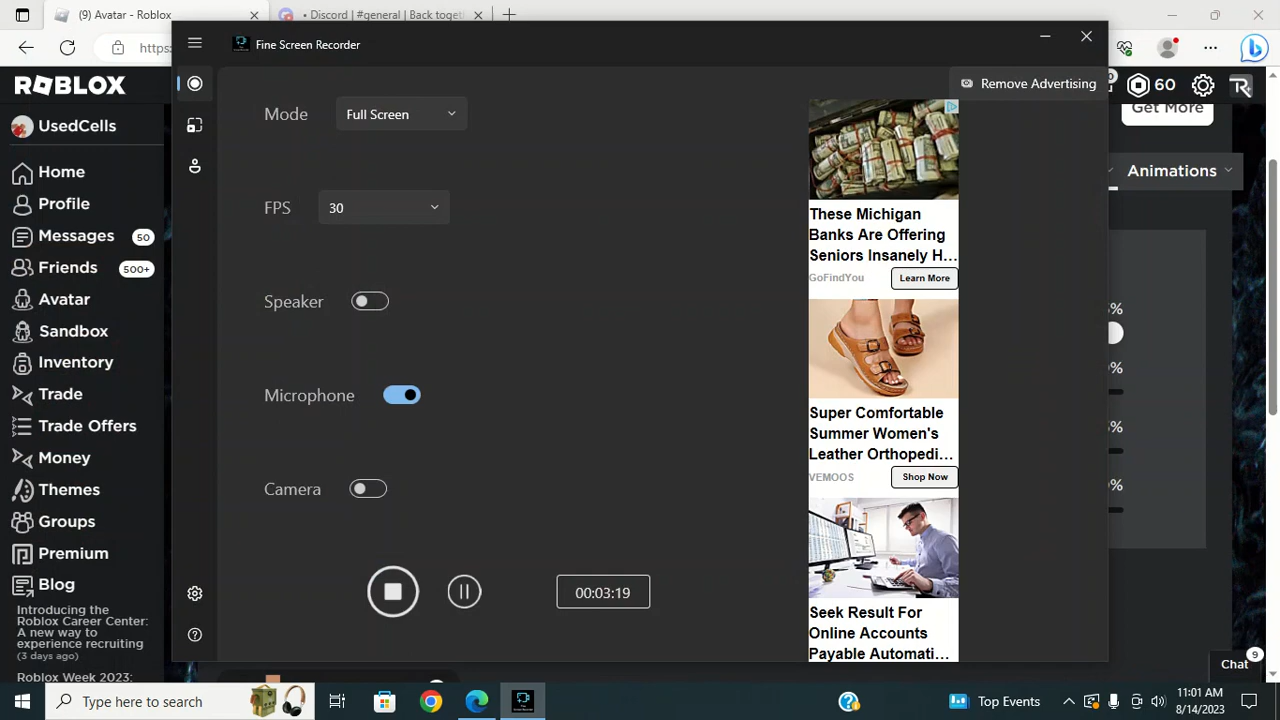 (9) Avatar - Roblox
• Discord | #general | Back toget
https:
Fine Screen Recorder
ROBLOX
60
Remove Advertising
Get More
UsedCells
Home
Profile
Messages 50
Friends 500+
Avatar
Sandbox
Inventory
Trade
Trade Offers
Money
Themes
Groups
Premium
Blog
Introducing the
Roblox Career Center:
A new way to
experience recruiting
(3 days ago)
Roblox Week 2023:
Mode Full Screen
FPS 30
Speaker
Microphone
Camera
00:03:19
These Michigan
Banks Are Offering
Seniors Insanely H...
GoFindYou Learn More
Super Comfortable
Summer Women's
Leather Orthopedi...
VEMOOS Shop Now
Seek Result For
Online Accounts
Payable Automati...
Animations
%
%
%
%
Chat 9
Type here to search
Top Events
11:01 AM
8/14/2023